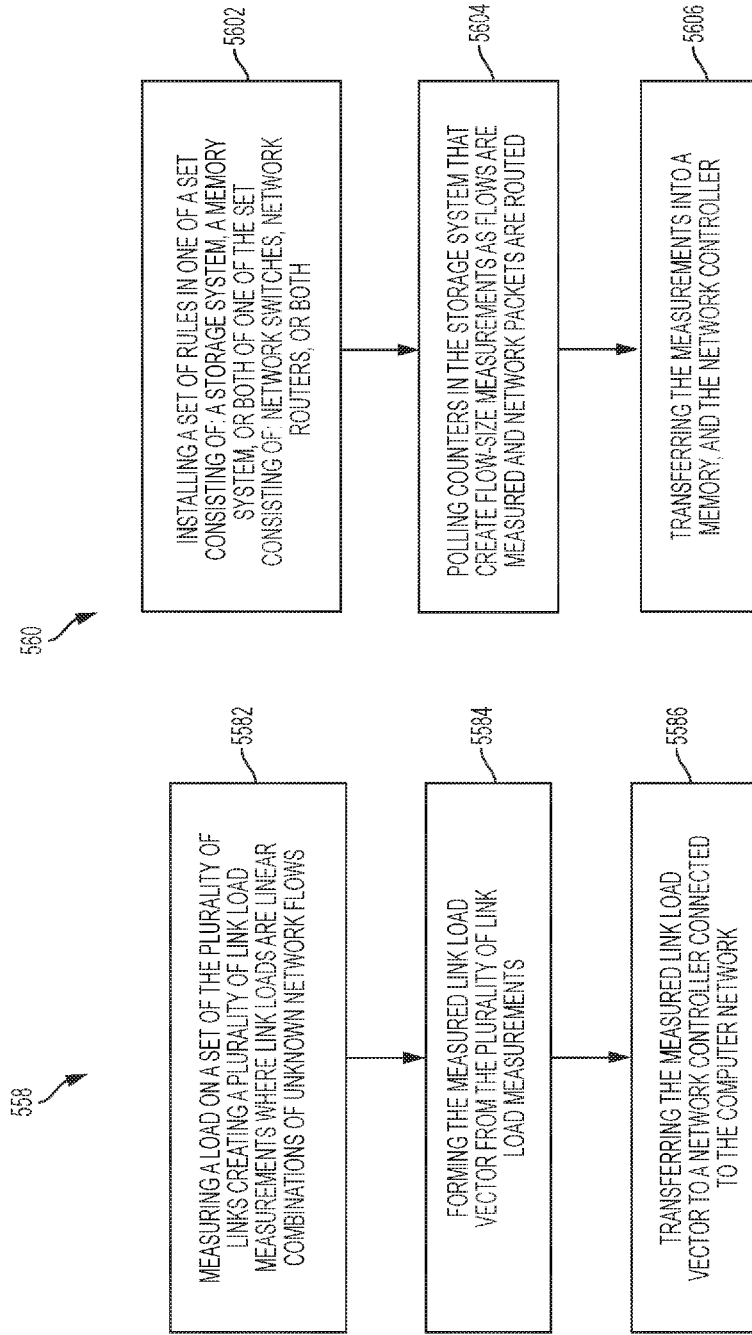 558
MEASURING A LOAD ON A SET OF THE PLURALITY OF
LINKS CREATING A PLURALITY OF LINK LOAD
MEASUREMENTS WHERE LINK LOADS ARE LINEAR
COMBINATIONS OF UNKNOWN NETWORK FLOWS
5582
FORMING THE MEASURED LINK LOAD
VECTOR FROM THE PLURALITY OF LINK
LOAD MEASUREMENTS
5584
TRANSFERRING THE MEASURED LINK LOAD
VECTOR TO A NETWORK CONTROLLER CONNECTED
TO THE COMPUTER NETWORK
5586
560
INSTALLING A SET OF RULES IN ONE OF A SET
CONSISTING OF: A STORAGE SYSTEM, A MEMORY
SYSTEM, OR BOTH OF ONE OF THE SET
CONSISTING OF: NETWORK SWITCHES, NETWORK
ROUTERS, OR BOTH
5602
POLLING COUNTERS IN THE STORAGE SYSTEM THAT
CREATE FLOW-SIZE MEASUREMENTS AS FLOWS ARE
MEASURED AND NETWORK PACKETS ARE ROUTED
5604
TRANSFERRING THE MEASUREMENTS INTO A
MEMORY, AND THE NETWORK CONTROLLER
5606